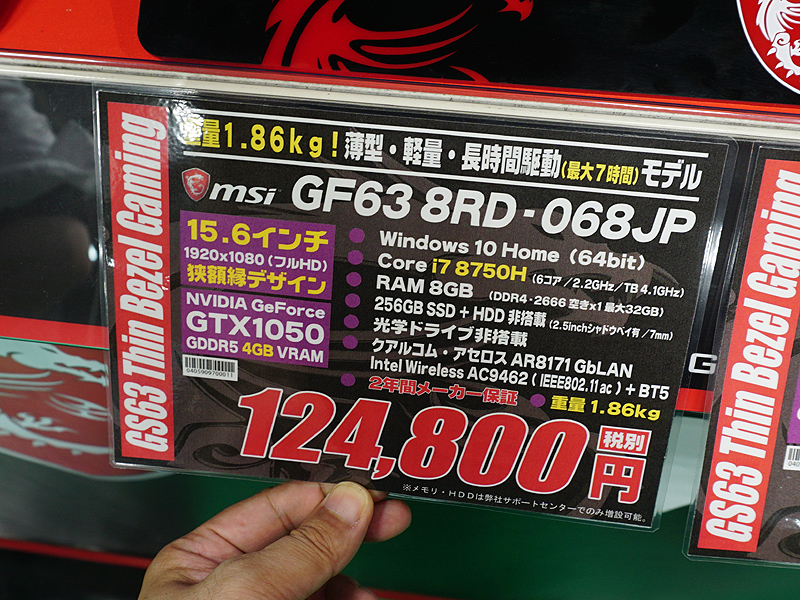 重量1.86kg!薄型・軽量・長時間駆動(最大7時間)モデル
msi GF63 8RD-068JP
GS63 Thin Bezel Gaming
15.6インチ
1920x1080(フルHD)
狭額縁デザイン
NVIDIA GeForce
GTX1050
GDDR5 4GB VRAM
0405909700011
Windows 10 Home (64bit)
Core i7 8750H (6コア/2.2GHz/TB4.1GHz)
RAM 8GB (DDR4-2666 空きx1 最大32GB)
256GB SSD + HDD 非搭載 (2.5inchシャドウベイ有/7mm)
光学ドライブ非搭載
クアルコム・アセロス AR8171 GbLAN
Intel Wireless AC9462 (IEEE802.11ac) + BT5
2年間メーカー保証
重量1.86kg
124,800円
税別
※メモリ・HDDは弊社サポートセンターでのみ増設可能。
G
GS63 Thin Bezel Gaming